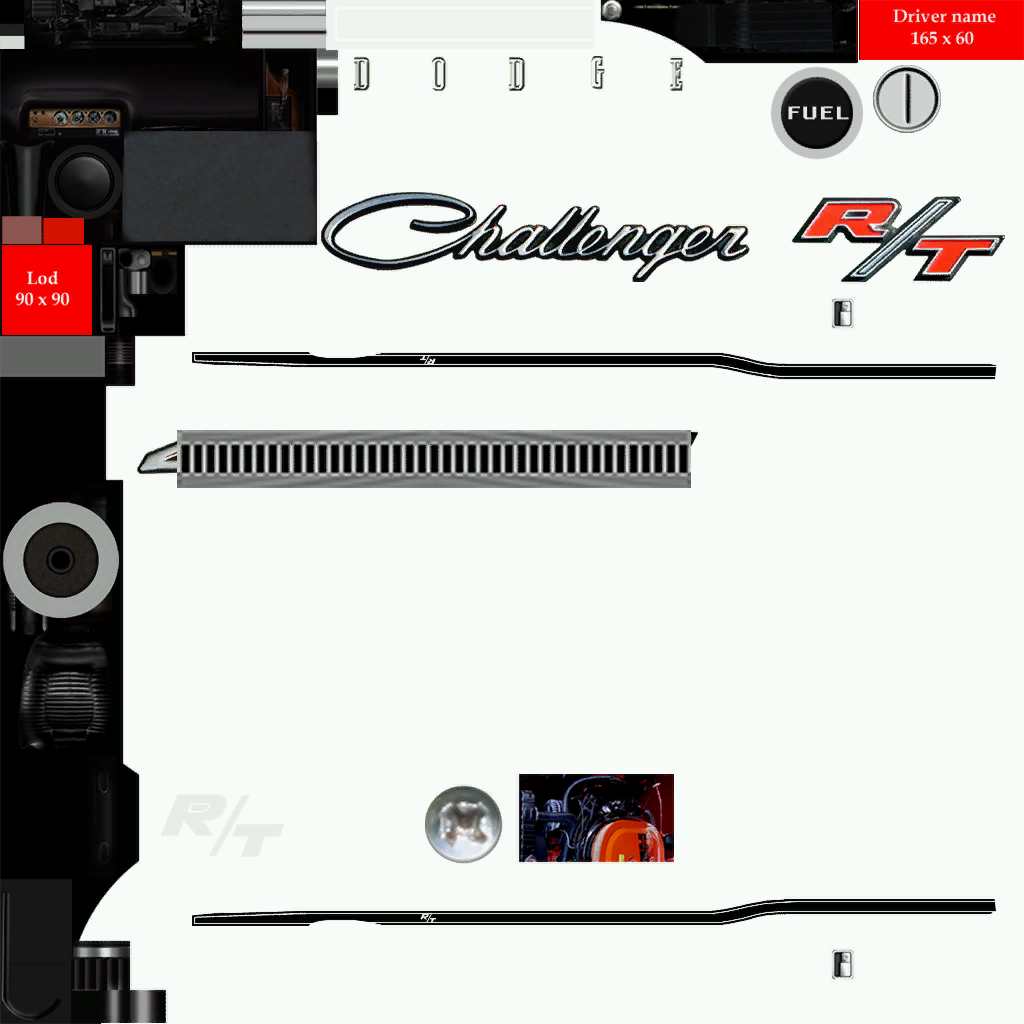 Driver name
165 x 60
DODGE
FUEL
Challenger
R/T
Lod
90 x 90
R/T
R/T
R/T